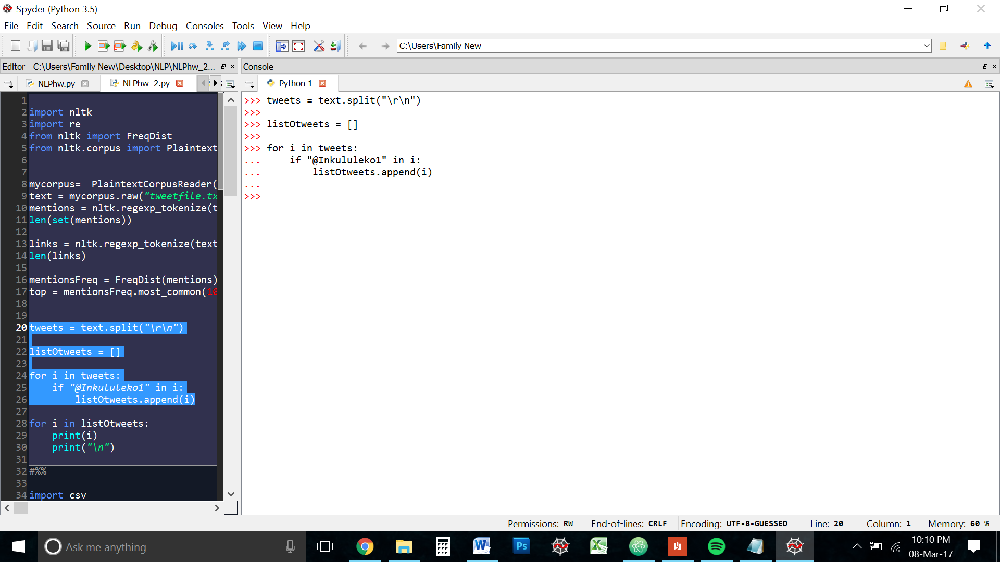 Spyder (Python 3.5)
File Edit Search Source Run Debug Consoles Tools View Help
C:\Users\Family New
Editor - C:\Users\Family New\Desktop\NLP\NLPhw_2...
NLPhw.py NLPhw_2.py
1
2 import nltk
3 import re
4 from nltk import FreqDist
5 from nltk.corpus import Plaintext
6
7
8 mycorpus=  PlaintextCorpusReader(
9 text = mycorpus.raw("tweetfile.tx
10 mentions = nltk.regexp_tokenize(t
11 len(set(mentions))
12
13 links = nltk.regexp_tokenize(text
14 len(links)
15
16 mentionsFreq = FreqDist(mentions)
17 top = mentionsFreq.most_common(10
18
19
20 tweets = text.split("\r\n")
21
22 listOtweets = []
23
24 for i in tweets:
25     if "@Inkululeko1" in i:
26         listOtweets.append(i)
27
28 for i in listOtweets:
29     print(i)
30     print("\n")
31
32 #%%
33
34 import csv
Console
Python 1
>>> tweets = text.split("\r\n")
>>>
>>> listOtweets = []
>>>
>>> for i in tweets:
...     if "@Inkululeko1" in i:
...         listOtweets.append(i)
...
>>>
Permissions: RW End-of-lines: CRLF Encoding: UTF-8-GUESSED Line: 20 Column: 1 Memory: 60 %
Ask me anything
Ps
10:10 PM
08-Mar-17